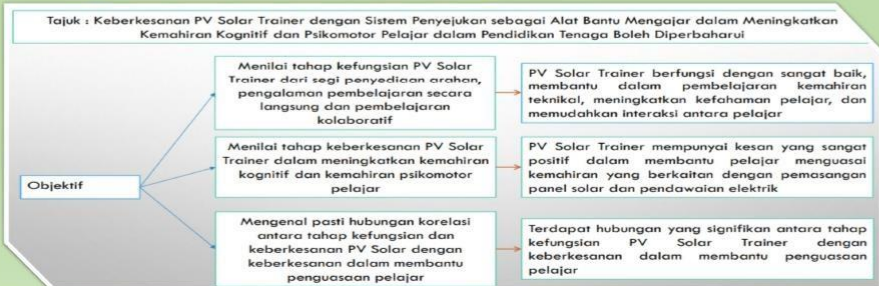 Tajuk : Keberkesanan PV Solar Trainer dengan Sistem Penyejukan sebagai Alat Bantu Mengajar dalam Meningkatkan
Kemahiran Kognitif dan Psikomotor Pelajar dalam Pendidikan Tenaga Boleh Diperbaharui
Objektif
Menilai tahap kefungsian PV Solar
Trainer dari segi penyediaan arahan,
pengalaman pembelajaran secara
langsung dan pembelajaran
kolaboratif
PV Solar Trainer berfungsi dengan sangat baik,
membantu dalam pembelajaran kemahiran
teknikal, meningkatkan kefahaman pelajar, dan
memudahkan interaksi antara pelajar
Menilai tahap keberkesanan PV Solar
Trainer dalam meningkatkan kemahiran
kognitif dan kemahiran psikomotor
pelajar
PV Solar Trainer mempunyai kesan yang sangat
positif dalam membantu pelajar menguasai
kemahiran yang berkaitan dengan pemasangan
panel solar dan pendawaian elektrik
Mengenal pasti hubungan korelasi
antara tahap kefungsian dan
keberkesanan PV Solar dengan
keberkesanan dalam membantu
penguasaan pelajar
Terdapat hubungan yang signifikan antara tahap
kefungsian PV Solar Trainer dengan
keberkesanan dalam membantu penguasaan
pelajar